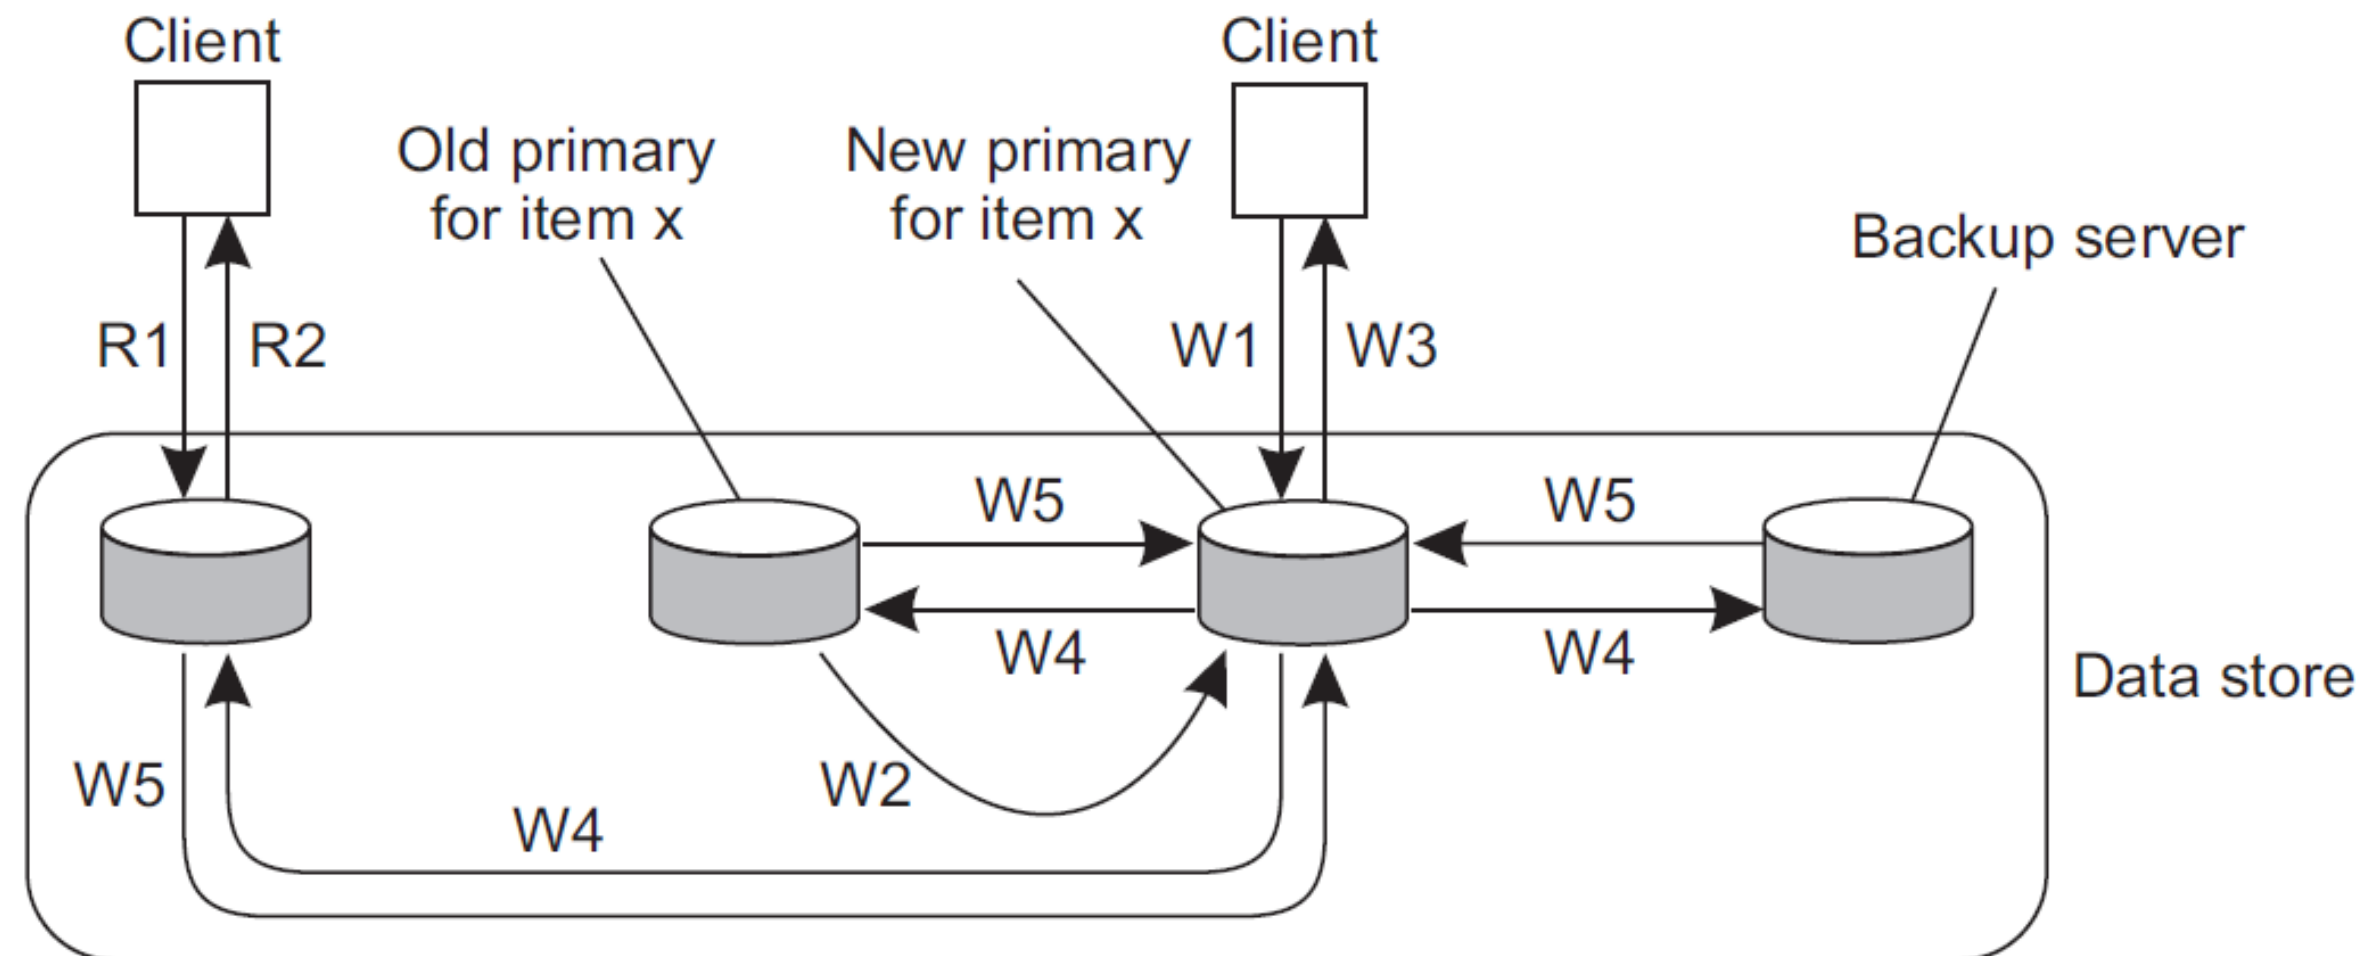 Client
Client
Old primary
for item x
New primary
for item x
Backup server
R1
R2
W1
W3
W5
W5
W4
W4
Data store
W5
W2
W4